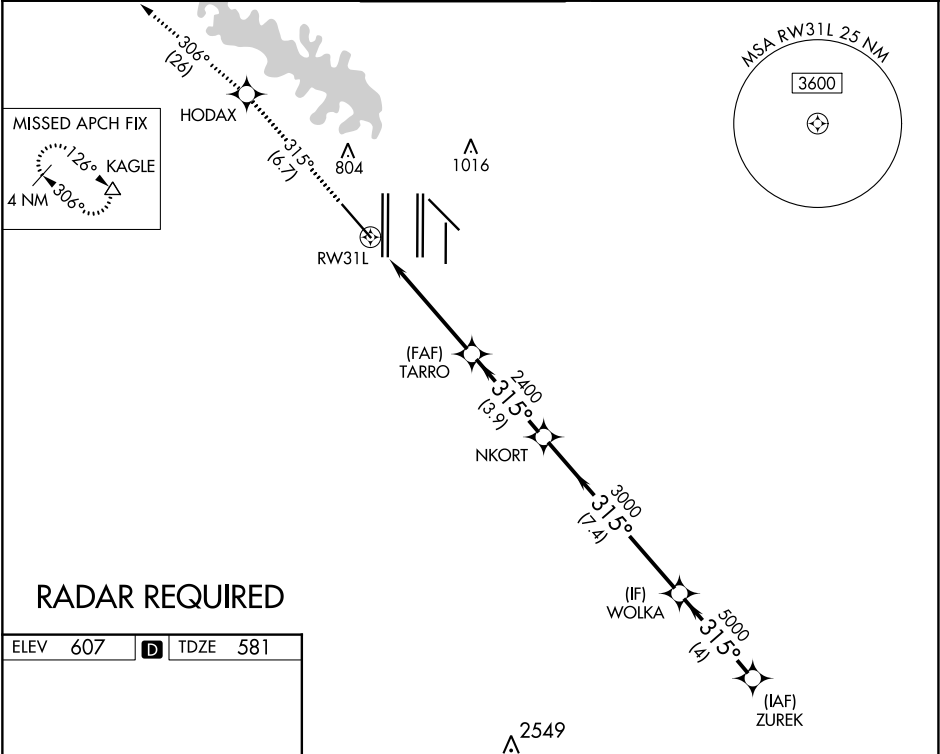 306°
(26)
HODAX
MSA RW31L 25 NM
3600
MISSED APCH FIX
126°
KAGLE
4 NM
306°
315°
(6.7)
804
1016
RW31L
(FAF)
TARRO
2400
315°
(3.9)
NKORT
3000
315°
(7.4)
RADAR REQUIRED
(IF)
WOLKA
5000
315°
(4)
(IAF)
ZUREK
ELEV 607 D TDZE 581
2549